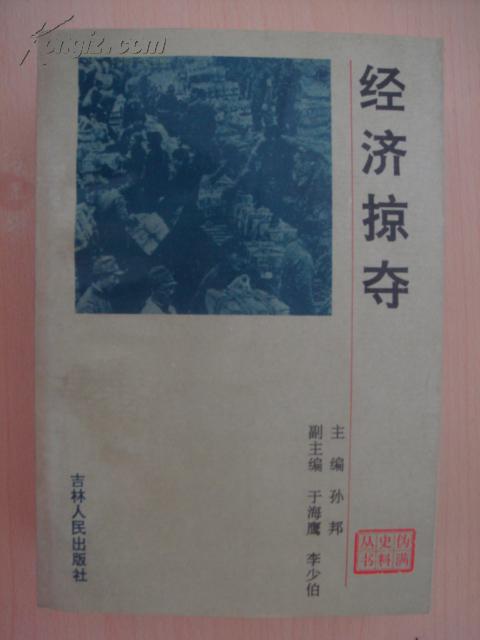 Kongfz.com
经济掠夺
主编 孙邦
副主编 于海鹰 李少伯
吉林人民出版社
伪满
史料
丛书